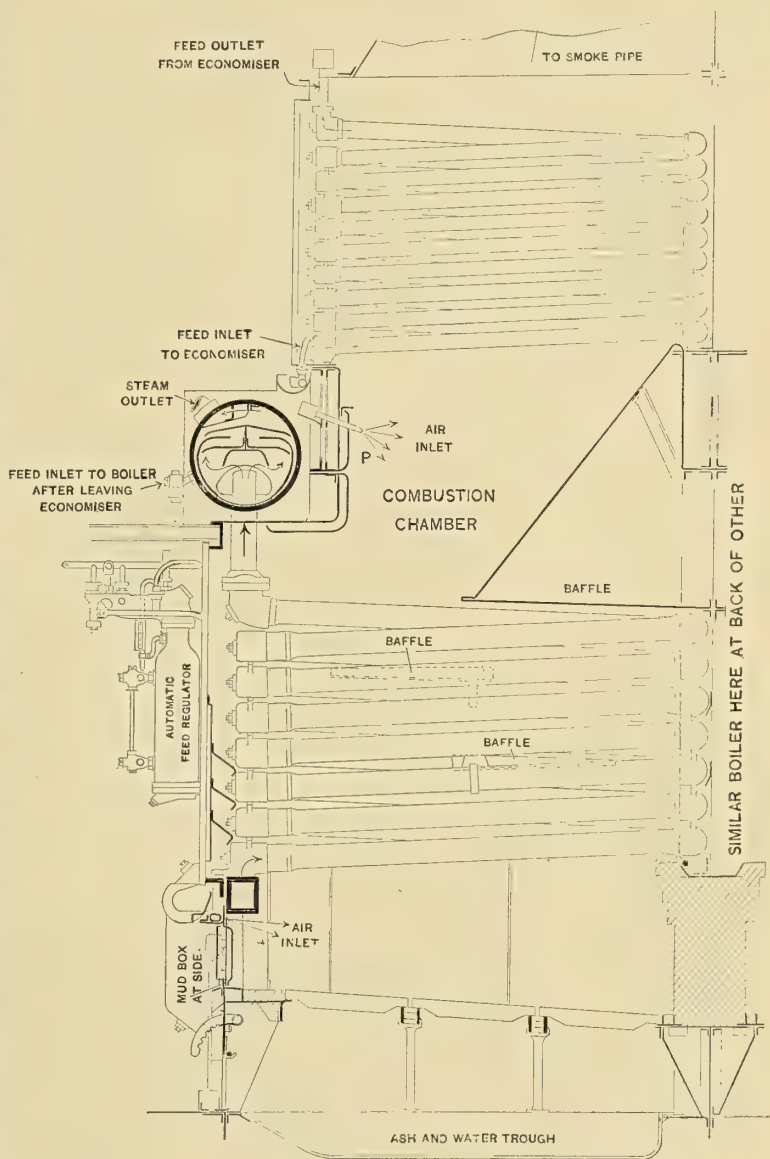 FEED OUTLET
FROM ECONOMISER
TO SMOKE PIPE
FEED INLET
TO ECONOMISER
STEAM
OUTLET
AIR
INLET
P
FEED INLET TO BOILER
AFTER LEAVING
ECONOMISER
COMBUSTION
CHAMBER
BAFFLE
BAFFLE
BAFFLE
AUTOMATIC
FEED REGULATOR
SIMILAR BOILER HERE AT BACK OF OTHER
AIR
INLET
MUD BOX
AT SIDE.
ASH AND WATER TROUGH